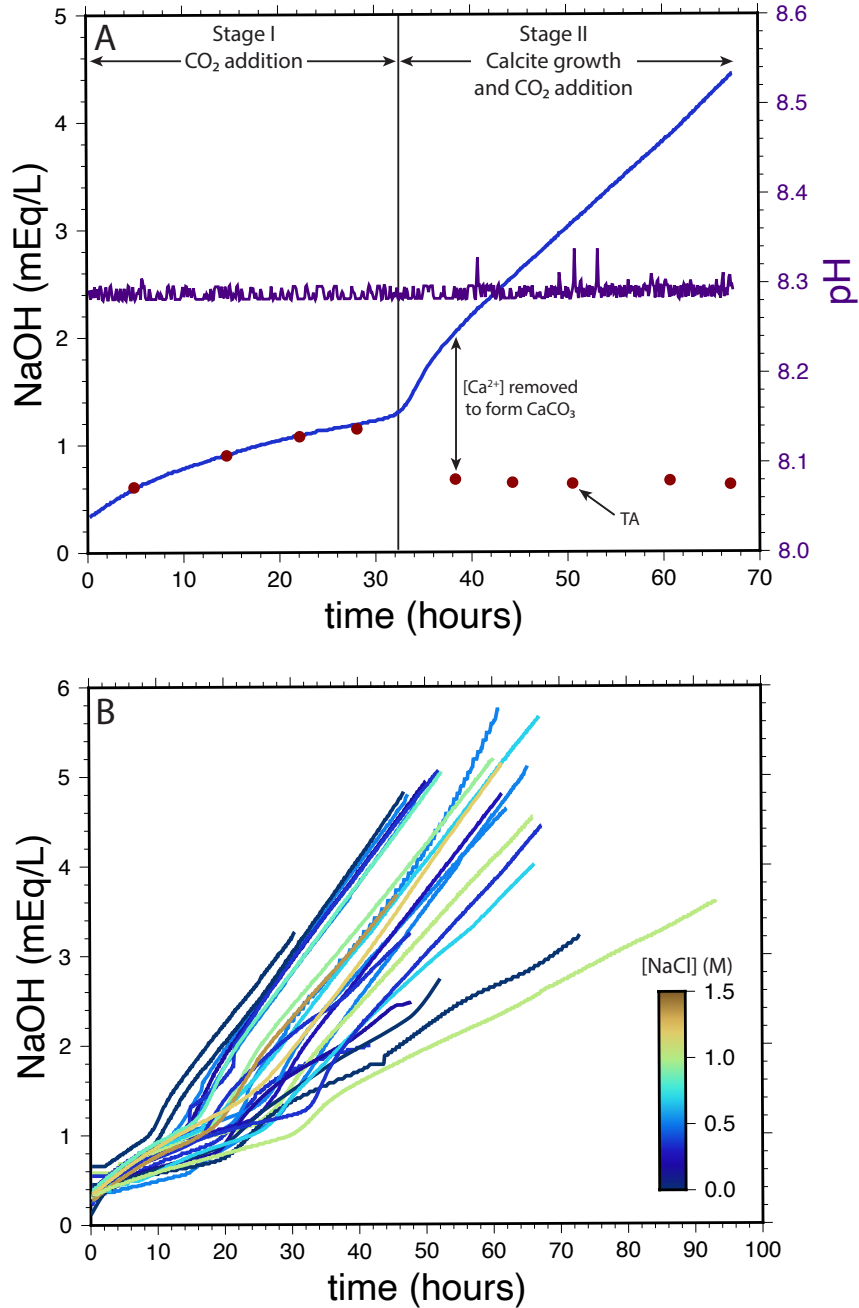 A
Stage I
CO₂ addition
Stage II
Calcite growth
and CO₂ addition
NaOH (mEq/L)
5
4
3
2
1
0
pH
8.6
8.5
8.4
8.3
8.2
8.1
8.0
[Ca²⁺] removed
to form CaCO₃
TA
0 10 20 30 40 50 60 70
time (hours)
B
NaOH (mEq/L)
6
5
4
3
2
1
0
[NaCl] (M)
1.5
1.0
0.5
0.0
0 10 20 30 40 50 60 70 80 90 100
time (hours)